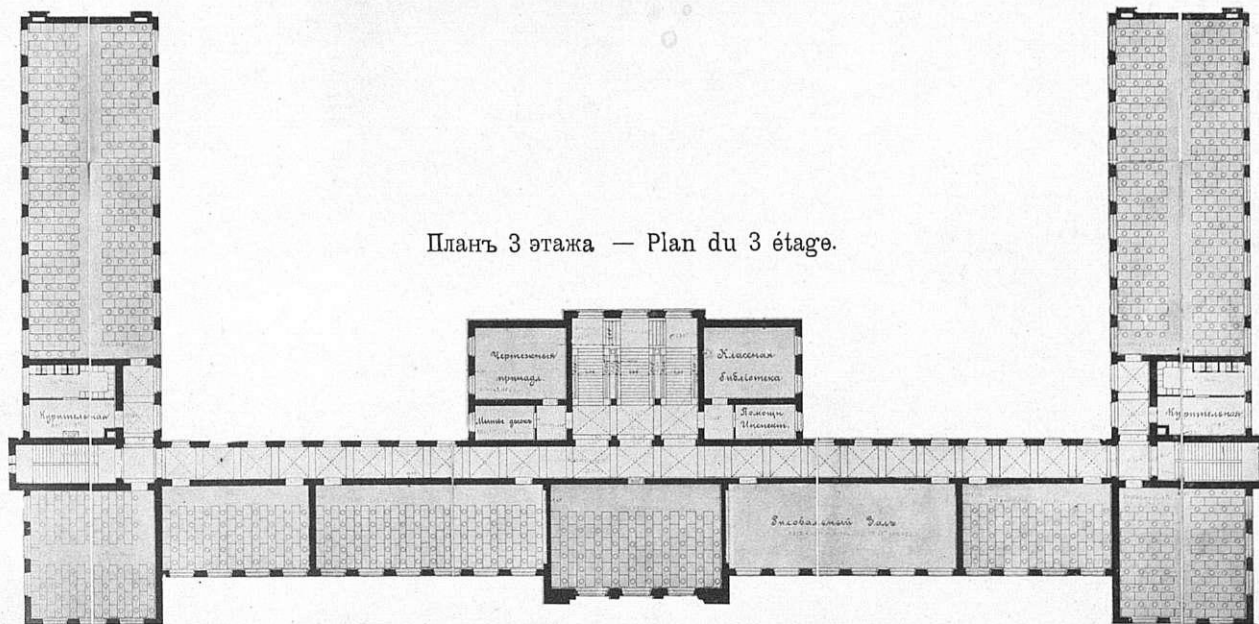 Планъ 3 этажа — Plan du 3 étage.
Чертежныя
принадл.
Классная
библіотека
Помощн
Инспект.
Курительная
Курительная
Рисовальный Залъ